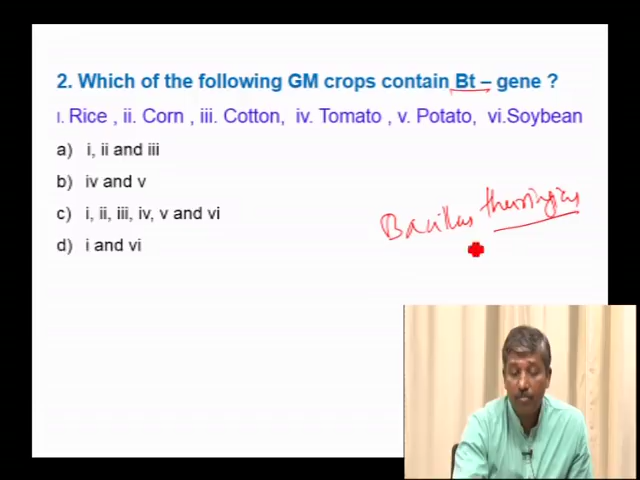 2. Which of the following GM crops contain Bt – gene ?
I. Rice , ii. Corn , iii. Cotton, iv. Tomato , v. Potato, vi.Soybean
a) i, ii and iii
b) iv and v
c) i, ii, iii, iv, v and vi
d) i and vi
Bacillus